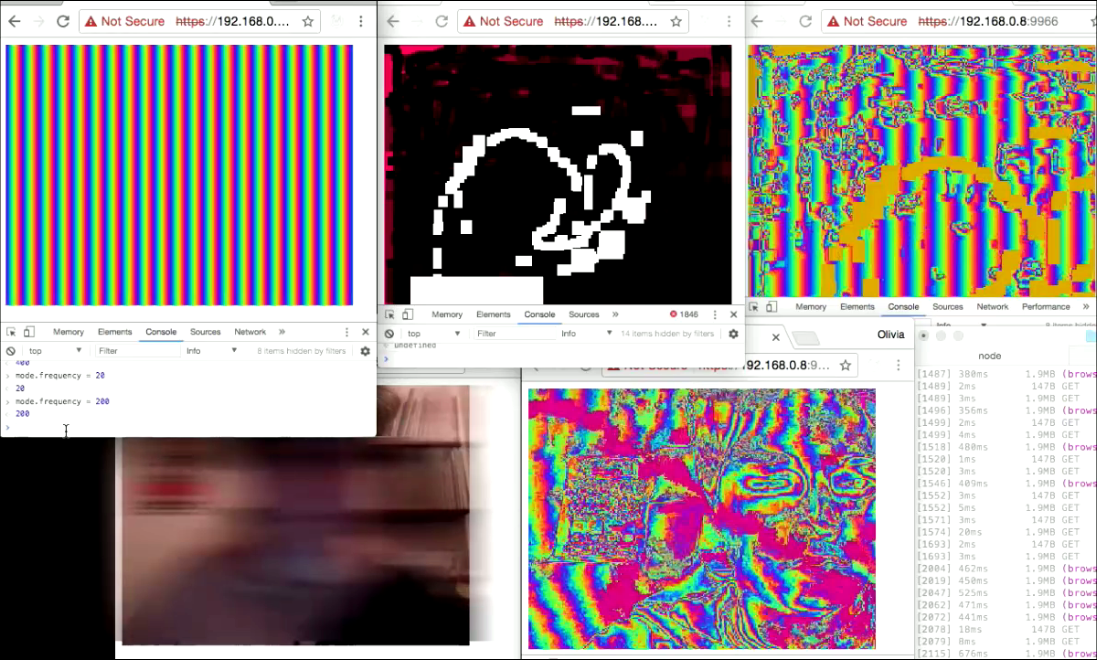 Not Secure https://192.168.0....
Not Secure https://192.168....
Not Secure https://192.168.0.8:9966
Memory Elements Console Sources Network »
top Filter Info 8 items hidden by filters
400
mode.frequency = 20
20
mode.frequency = 200
200
Memory Elements Console Sources » 1846
top Filter Info 14 items hidden by filters
undefined
Memory Elements Console Sources Network Performance »
Olivia
192.168.0.8:9...
node
[1487] 380ms 1.9MB (brows
[1489] 2ms 147B GET
[1489] 3ms 1.9MB GET
[1496] 356ms 1.9MB (brows
[1499] 2ms 147B GET
[1499] 4ms 1.9MB GET
[1518] 480ms 1.9MB (brows
[1520] 1ms 147B GET
[1520] 3ms 1.9MB GET
[1546] 409ms 1.9MB (brows
[1552] 3ms 147B GET
[1552] 5ms 1.9MB GET
[1571] 3ms 147B GET
[1574] 20ms 1.9MB GET
[1693] 2ms 147B GET
[1693] 3ms 1.9MB GET
[2004] 462ms 1.9MB (brows
[2019] 450ms 1.9MB (brows
[2047] 525ms 1.9MB (brows
[2062] 471ms 1.9MB (brows
[2072] 441ms 1.9MB (brows
[2078] 18ms 147B GET
[2079] 8ms 1.9MB GET
[2115] 676ms 1.9MB (brows